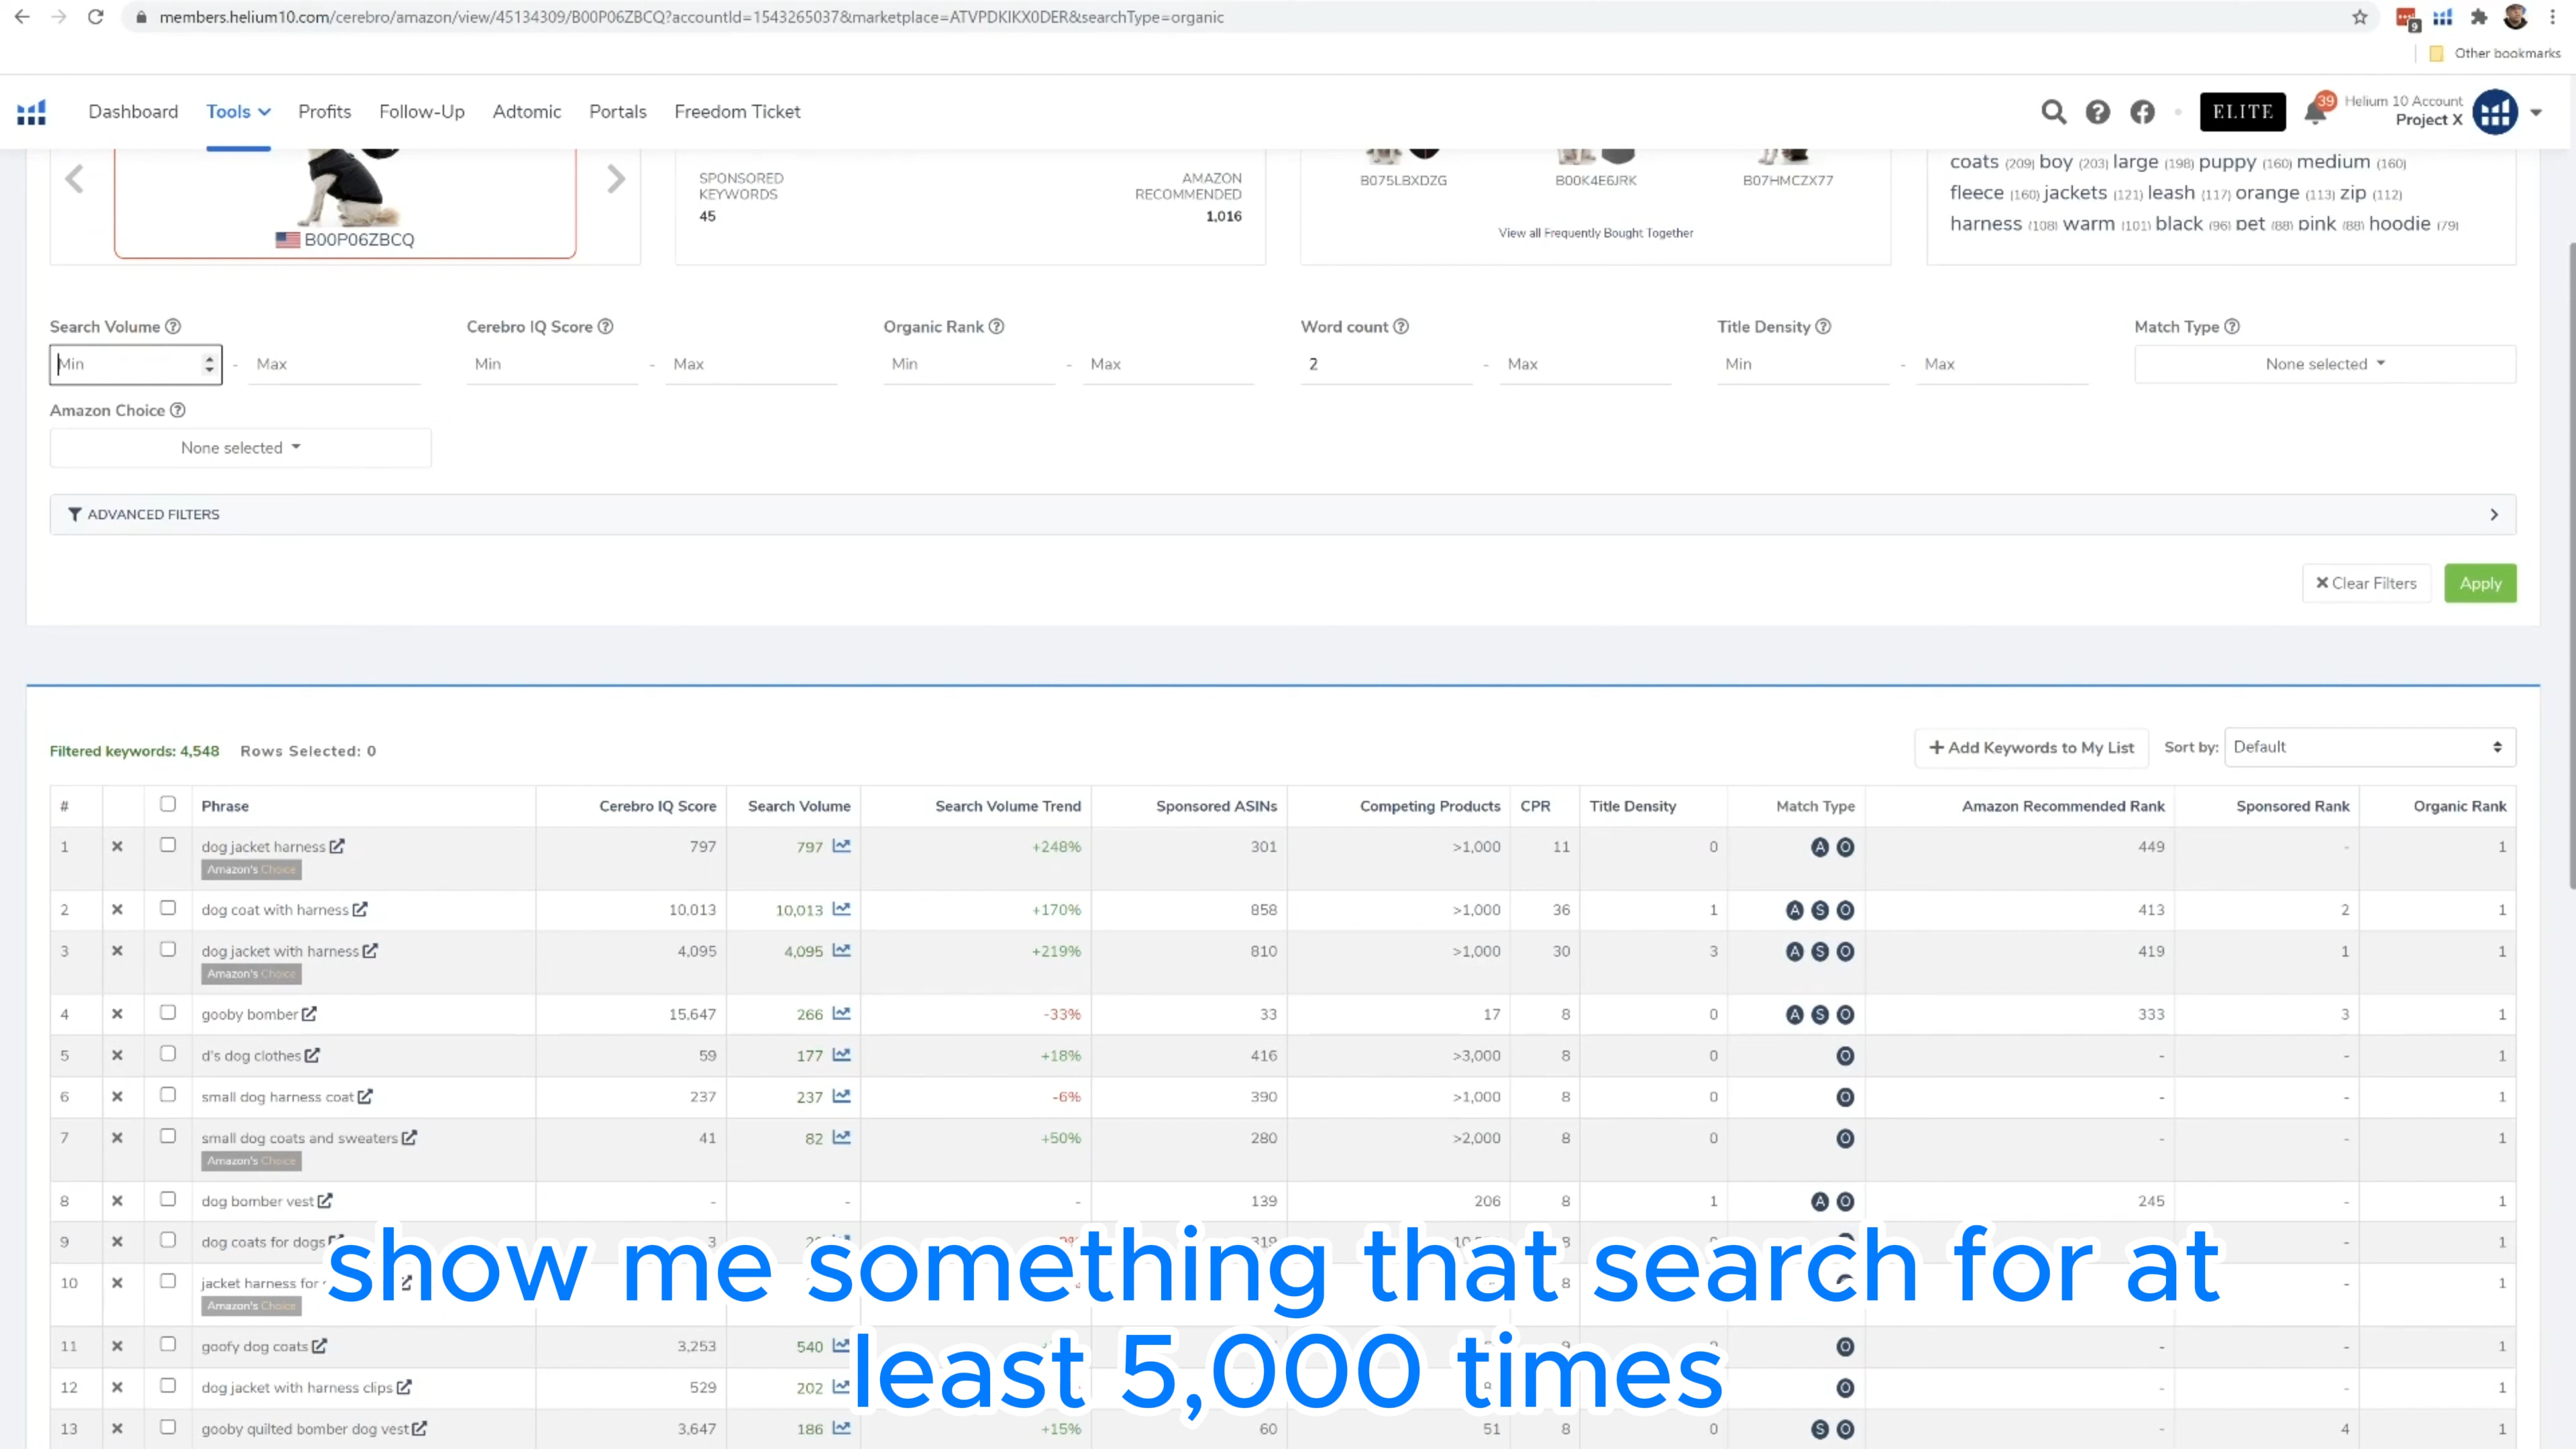 members.helium10.com/cerebro/amazon/view/45134309/B00P06ZBCQ?accountId=1543265037&marketplace=ATVPDKIKX0DER&searchType=organic
9
Other bookmarks
Dashboard Tools Profits Follow-Up Adtomic Portals Freedom Ticket
ELITE 39 Helium 10 Account
Project X
B00P06ZBCQ
SPONSORED KEYWORDS
45
AMAZON RECOMMENDED
1,016
B075LBXDZG B00K4E6JRK B07HMCZX77
View all Frequently Bought Together
coats (209) boy (203) large (198) puppy (160) medium (160)
fleece (160) jackets (121) leash (117) orange (113) zip (112)
harness (108) warm (101) black (96) pet (88) pink (88) hoodie (79)
Search Volume Cerebro IQ Score Organic Rank Word count Title Density Match Type
Min - Max Min - Max Min - Max 2 - Max Min - Max None selected
Amazon Choice
None selected
ADVANCED FILTERS
Clear Filters Apply
Filtered keywords: 4,548 Rows Selected: 0 + Add Keywords to My List Sort by: Default
# Phrase Cerebro IQ Score Search Volume Search Volume Trend Sponsored ASINs Competing Products CPR Title Density Match Type Amazon Recommended Rank Sponsored Rank Organic Rank
1 dog jacket harness 797 797 +248% 301 >1,000 11 0 A O 449 - 1
Amazon's Choice
2 dog coat with harness 10,013 10,013 +170% 858 >1,000 36 1 A S O 413 2 1
3 dog jacket with harness 4,095 4,095 +219% 810 >1,000 30 3 A S O 419 1 1
Amazon's Choice
4 gooby bomber 15,647 266 -33% 33 17 8 0 A S O 333 3 1
5 d's dog clothes 59 177 +18% 416 >3,000 8 0 O - - 1
6 small dog harness coat 237 237 -6% 390 >1,000 8 0 O - - 1
7 small dog coats and sweaters 41 82 +50% 280 >2,000 8 0 O - - 1
Amazon's Choice
8 dog bomber vest - - - 139 206 8 1 A O 245 - 1
9 dog coats for dogs 3 319 8 - 1
10 jacket harness for 8 - 1
Amazon's Choice
11 goofy dog coats 3,253 540 O - - 1
12 dog jacket with harness clips 529 202 O - - 1
13 gooby quilted bomber dog vest 3,647 186 +15% 60 51 8 0 S O - 4 1
show me something that search for at
least 5,000 times